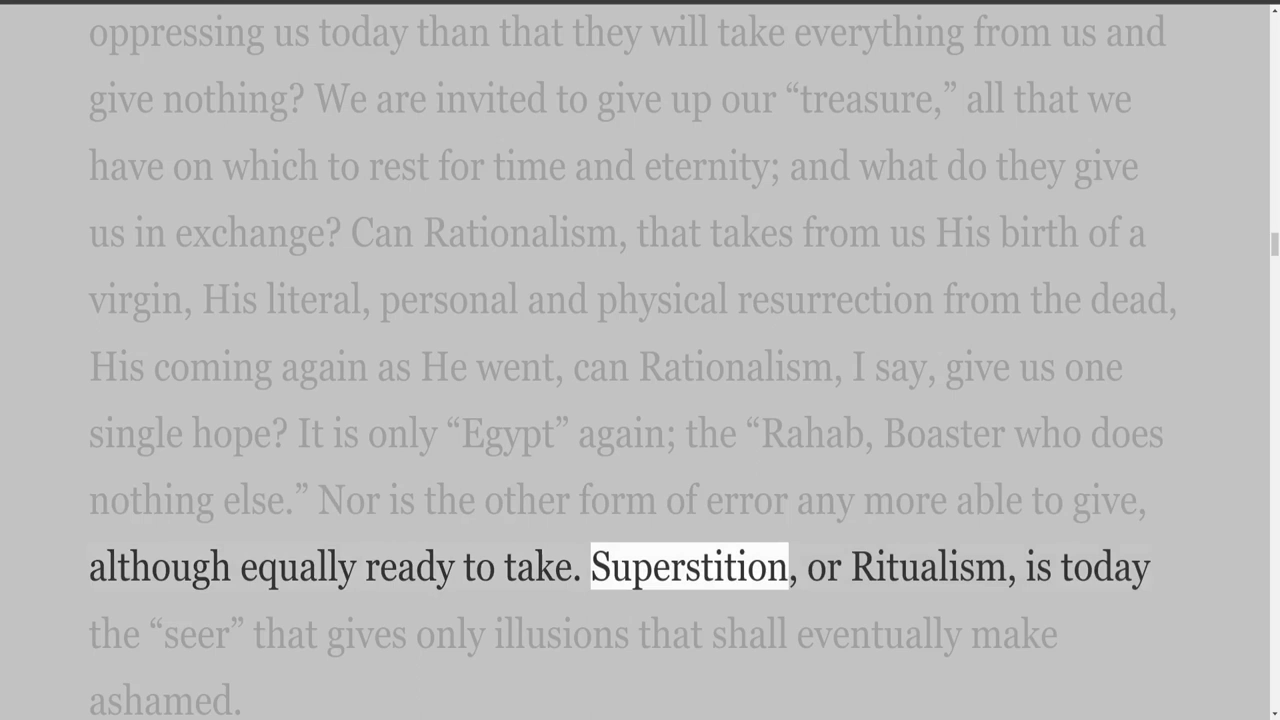 oppressing us today than that they will take everything from us and
give nothing? We are invited to give up our “treasure,” all that we
have on which to rest for time and eternity; and what do they give
us in exchange? Can Rationalism, that takes from us His birth of a
virgin, His literal, personal and physical resurrection from the dead,
His coming again as He went, can Rationalism, I say, give us one
single hope? It is only “Egypt” again; the “Rahab, Boaster who does
nothing else.” Nor is the other form of error any more able to give,
although equally ready to take. Superstition, or Ritualism, is today
the “seer” that gives only illusions that shall eventually make
ashamed.